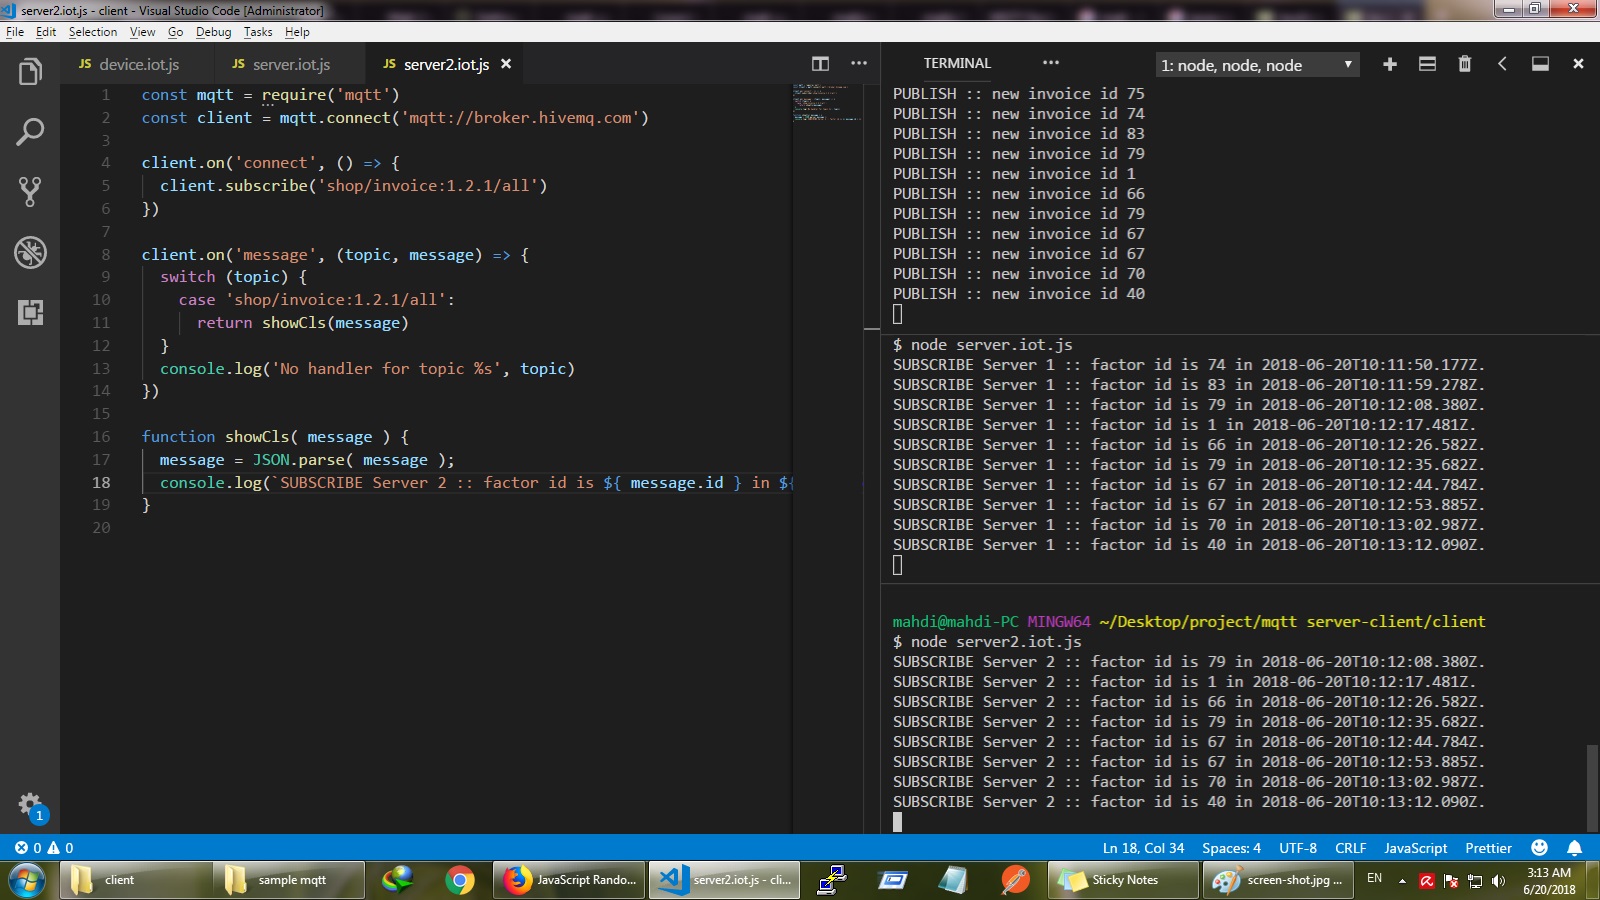 server2.iot.js - client - Visual Studio Code [Administrator]
File Edit Selection View Go Debug Tasks Help
JS device.iot.js JS server.iot.js JS server2.iot.js
1 const mqtt = require('mqtt')
2 const client = mqtt.connect('mqtt://broker.hivemq.com')
3
4 client.on('connect', () => {
5 client.subscribe('shop/invoice:1.2.1/all')
6 })
7
8 client.on('message', (topic, message) => {
9 switch (topic) {
10 case 'shop/invoice:1.2.1/all':
11 return showCls(message)
12 }
13 console.log('No handler for topic %s', topic)
14 })
15
16 function showCls( message ) {
17 message = JSON.parse( message );
18 console.log(`SUBSCRIBE Server 2 :: factor id is ${ message.id } in ${
19 }
20
TERMINAL ••• 1: node, node, node
PUBLISH :: new invoice id 75
PUBLISH :: new invoice id 74
PUBLISH :: new invoice id 83
PUBLISH :: new invoice id 79
PUBLISH :: new invoice id 1
PUBLISH :: new invoice id 66
PUBLISH :: new invoice id 79
PUBLISH :: new invoice id 67
PUBLISH :: new invoice id 67
PUBLISH :: new invoice id 70
PUBLISH :: new invoice id 40
$ node server.iot.js
SUBSCRIBE Server 1 :: factor id is 74 in 2018-06-20T10:11:50.177Z.
SUBSCRIBE Server 1 :: factor id is 83 in 2018-06-20T10:11:59.278Z.
SUBSCRIBE Server 1 :: factor id is 79 in 2018-06-20T10:12:08.380Z.
SUBSCRIBE Server 1 :: factor id is 1 in 2018-06-20T10:12:17.481Z.
SUBSCRIBE Server 1 :: factor id is 66 in 2018-06-20T10:12:26.582Z.
SUBSCRIBE Server 1 :: factor id is 79 in 2018-06-20T10:12:35.682Z.
SUBSCRIBE Server 1 :: factor id is 67 in 2018-06-20T10:12:44.784Z.
SUBSCRIBE Server 1 :: factor id is 67 in 2018-06-20T10:12:53.885Z.
SUBSCRIBE Server 1 :: factor id is 70 in 2018-06-20T10:13:02.987Z.
SUBSCRIBE Server 1 :: factor id is 40 in 2018-06-20T10:13:12.090Z.
mahdi@mahdi-PC MINGW64 ~/Desktop/project/mqtt server-client/client
$ node server2.iot.js
SUBSCRIBE Server 2 :: factor id is 79 in 2018-06-20T10:12:08.380Z.
SUBSCRIBE Server 2 :: factor id is 1 in 2018-06-20T10:12:17.481Z.
SUBSCRIBE Server 2 :: factor id is 66 in 2018-06-20T10:12:26.582Z.
SUBSCRIBE Server 2 :: factor id is 79 in 2018-06-20T10:12:35.682Z.
SUBSCRIBE Server 2 :: factor id is 67 in 2018-06-20T10:12:44.784Z.
SUBSCRIBE Server 2 :: factor id is 67 in 2018-06-20T10:12:53.885Z.
SUBSCRIBE Server 2 :: factor id is 70 in 2018-06-20T10:13:02.987Z.
SUBSCRIBE Server 2 :: factor id is 40 in 2018-06-20T10:13:12.090Z.
1
0 0 Ln 18, Col 34 Spaces: 4 UTF-8 CRLF JavaScript Prettier
client sample mqtt JavaScript Rando... server2.iot.js - cli... Sticky Notes screen-shot.jpg ... EN 3:13 AM
6/20/2018